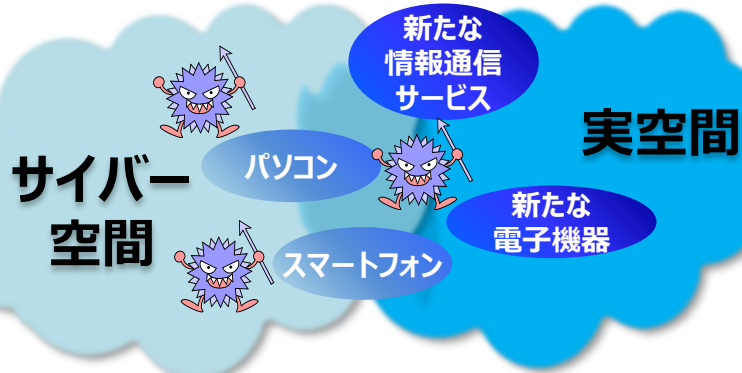 新たな
情報通信
サービス
実空間
パソコン
サイバー
空間
新たな
電子機器
スマートフォン